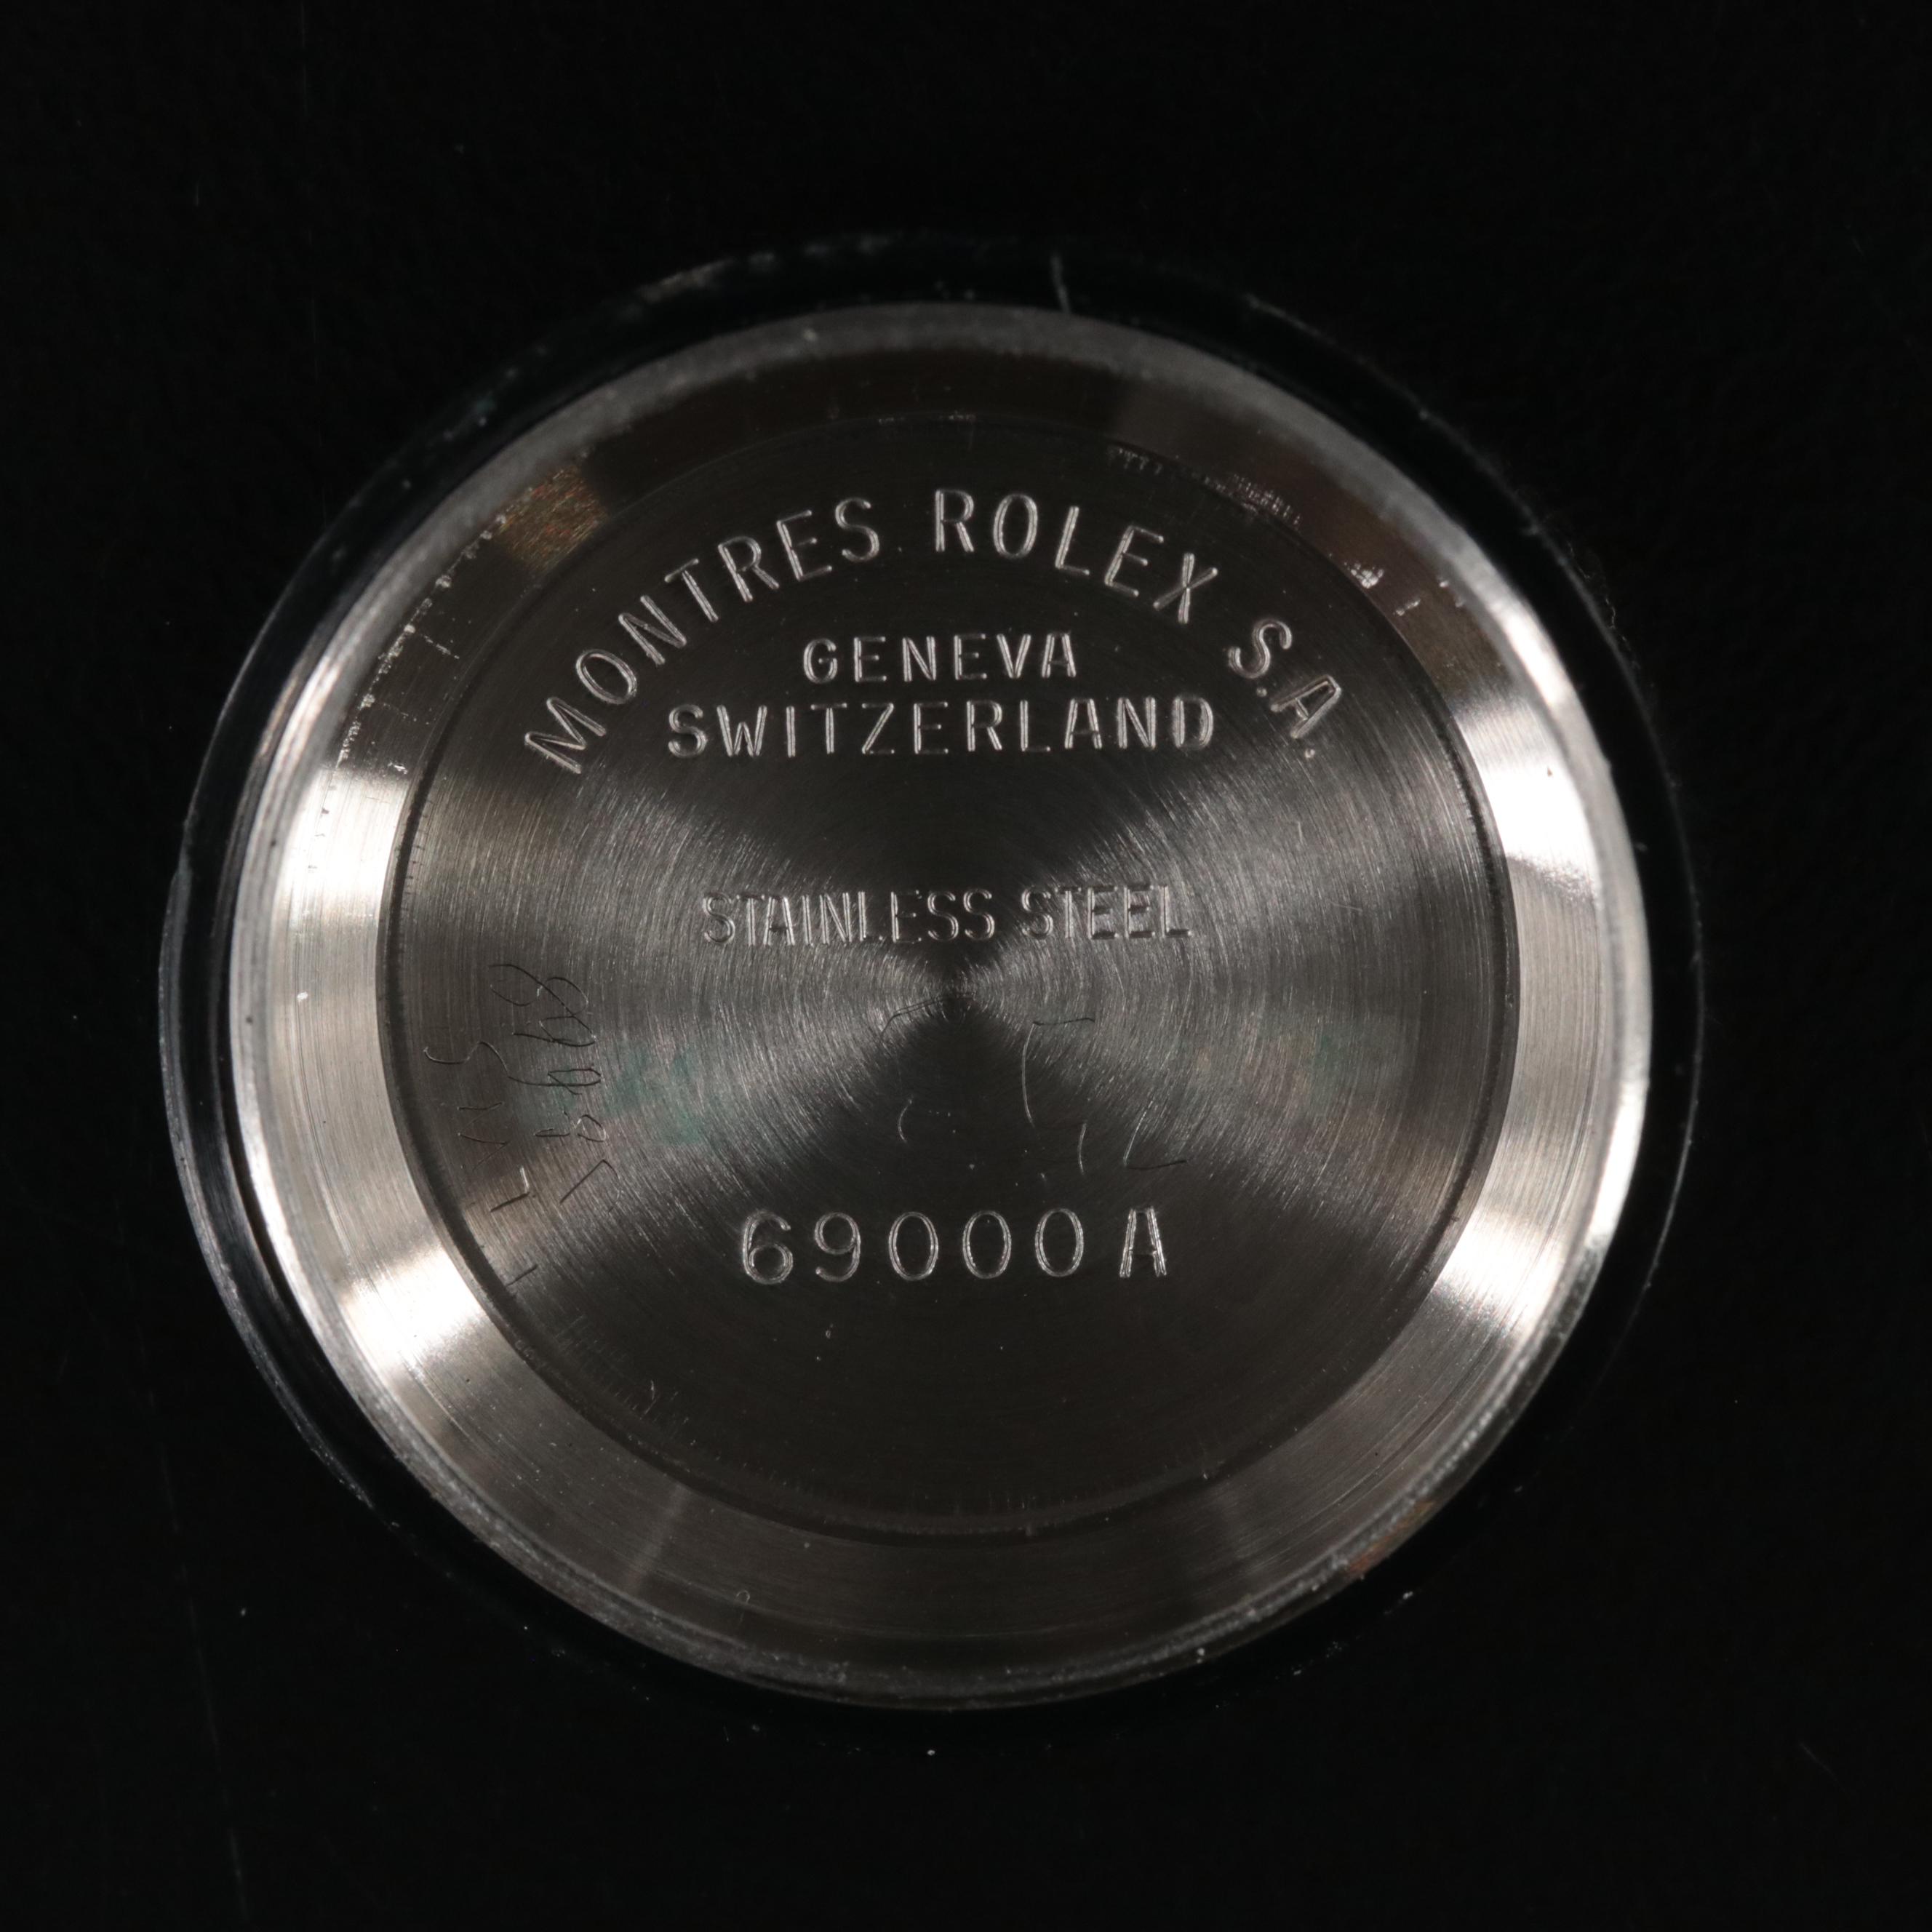 MONTRES ROLEX S.A.
GENEVA
SWITZERLAND
STAINLESS STEEL
69000A